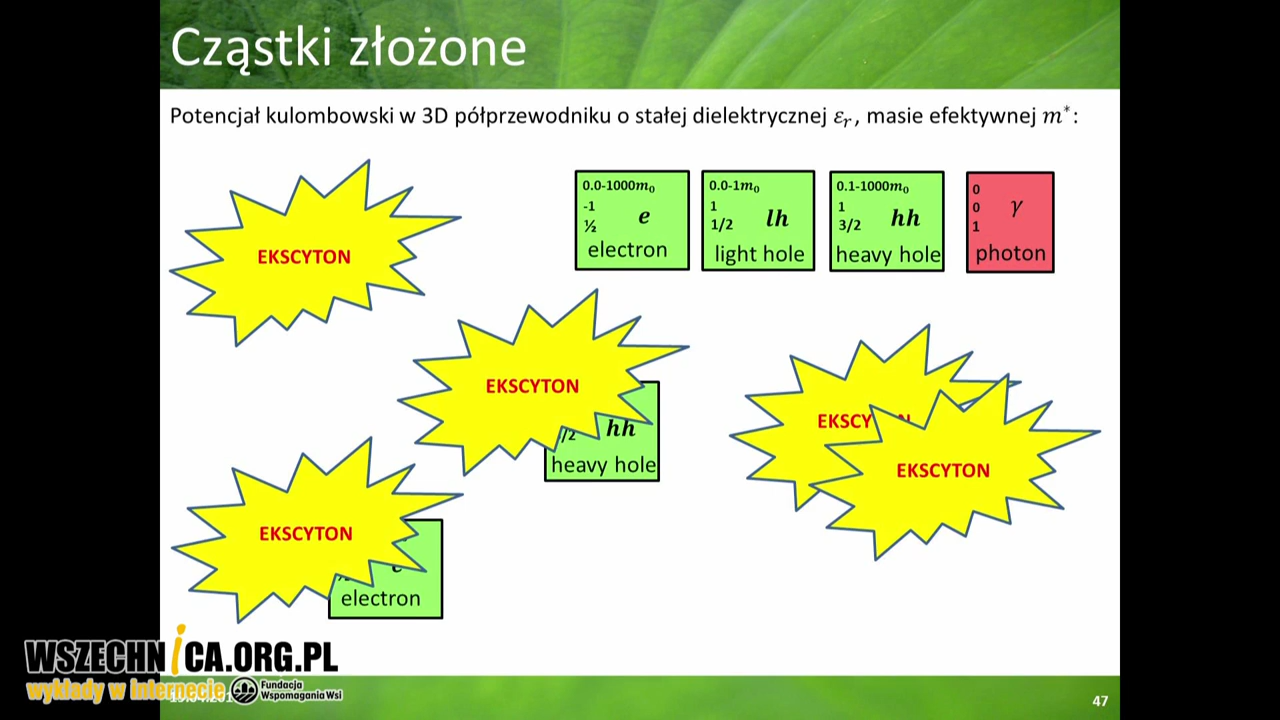 Cząstki złożone
Potencjał kulombowski w 3D półprzewodniku o stałej dielektrycznej εᵣ, masie efektywnej m*:
EKSCYTON
0.0-1000m₀
-1
½
e
electron
0.0-1m₀
1
1/2
lh
light hole
0.1-1000m₀
1
3/2
hh
heavy hole
0
0
1
γ
photon
EKSCYTON
hh
heavy hole
EKSCYTON
EKSCYTON
e
electron
WSZECHNICA.ORG.PL
wykłady w internecie
Fundacja
Wspomagania Wsi
47